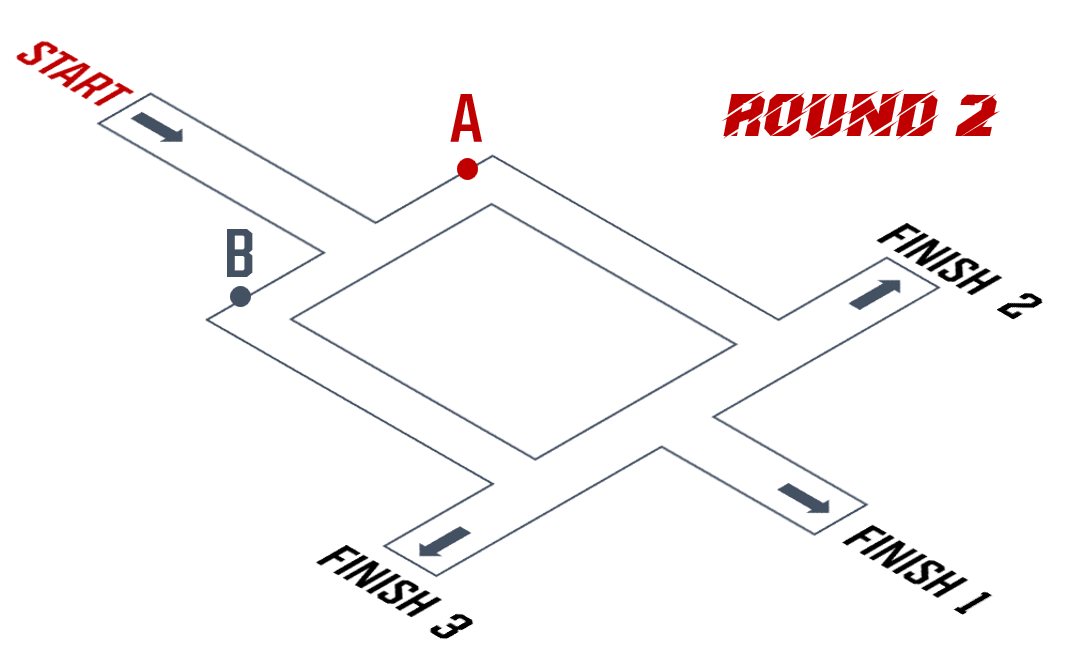 START
A
ROUND 2
B
FINISH 2
FINISH 1
FINISH 3